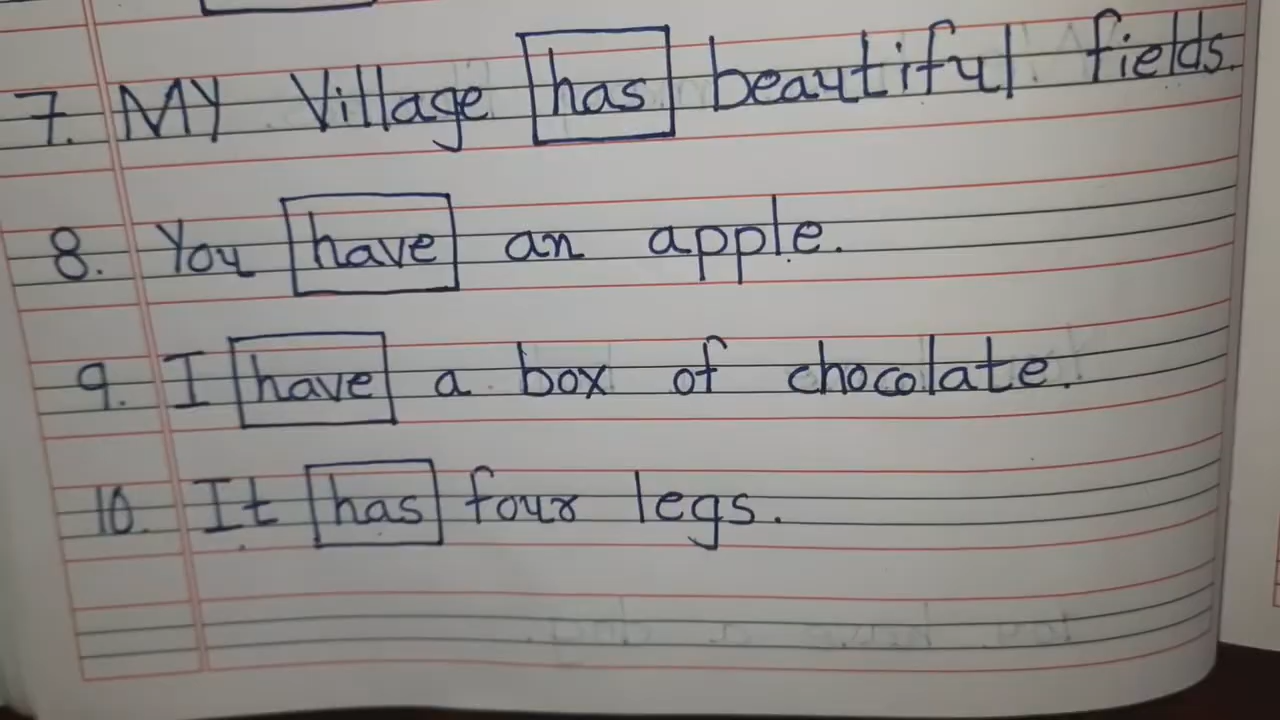 7. MY Village has beautiful fields.
8. You have an apple.
9. I have a box of chocolate.
10. It has four legs.